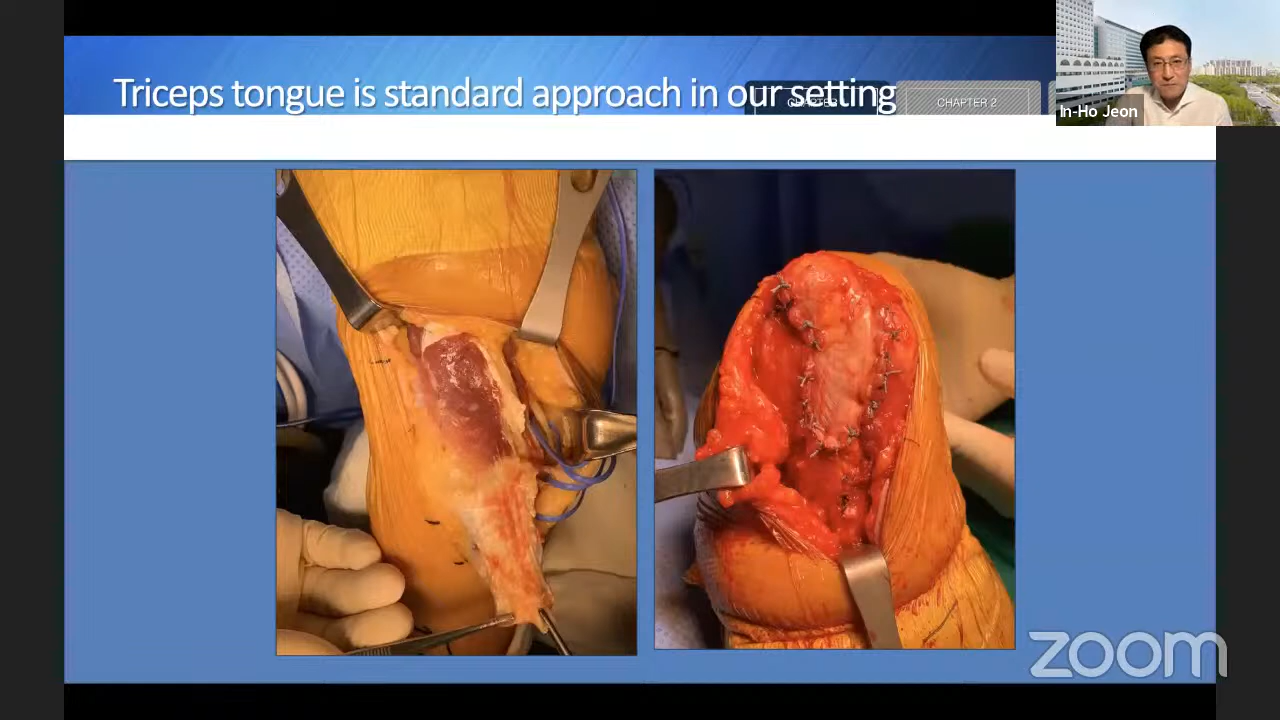 Triceps tongue is standard approach in our setting
CHAPTER 2
In-Ho Jeon
zoom